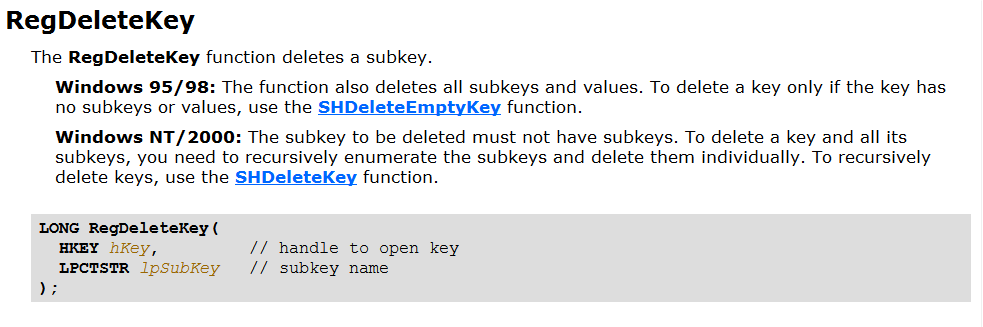 RegDeleteKey
The RegDeleteKey function deletes a subkey.
Windows 95/98: The function also deletes all subkeys and values. To delete a key only if the key has
no subkeys or values, use the SHDeleteEmptyKey function.
Windows NT/2000: The subkey to be deleted must not have subkeys. To delete a key and all its
subkeys, you need to recursively enumerate the subkeys and delete them individually. To recursively
delete keys, use the SHDeleteKey function.
LONG RegDeleteKey(
  HKEY hKey,         // handle to open key
  LPCTSTR lpSubKey   // subkey name
);